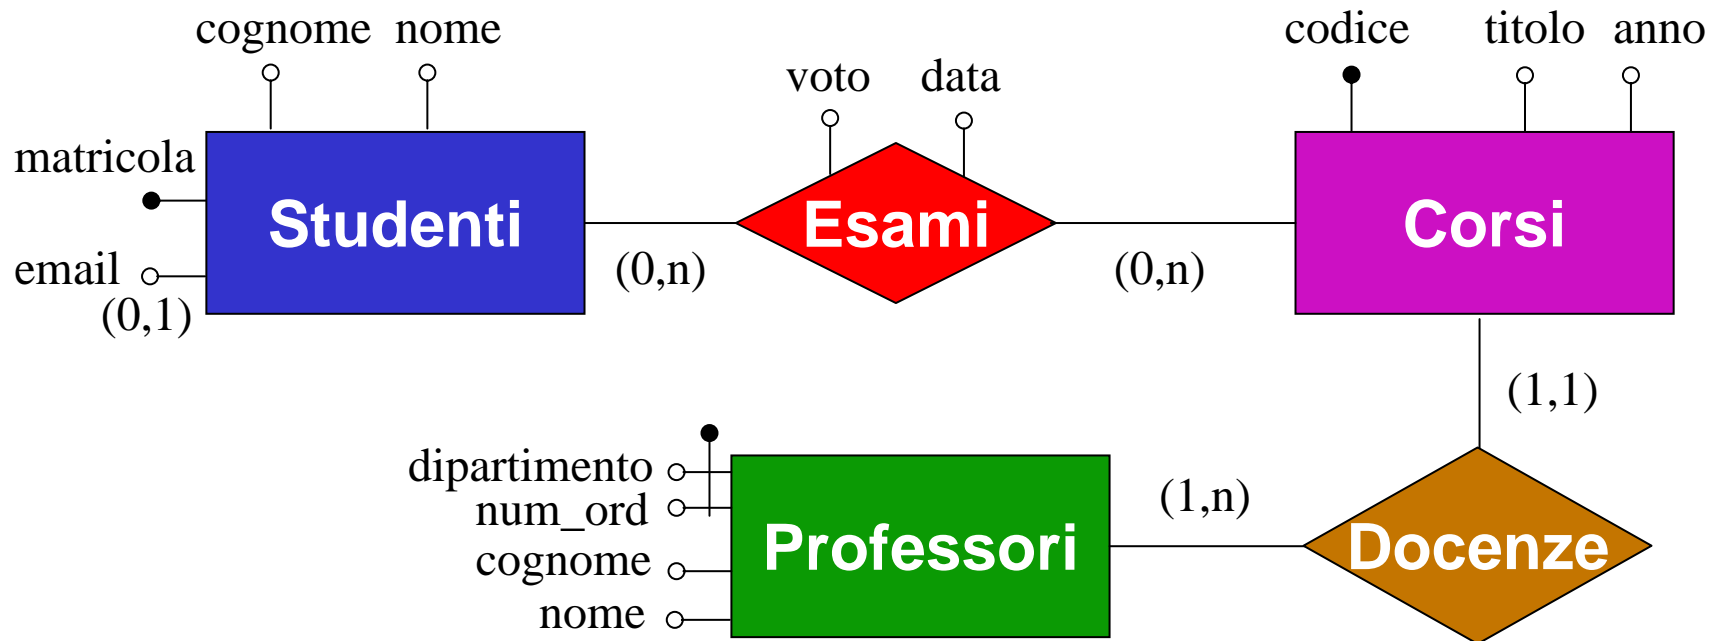 cognome nome
codice titolo anno
voto data
matricola
Studenti
Esami
Corsi
email
(0,1)
(0,n)
(0,n)
(1,1)
dipartimento
num_ord
cognome
nome
Professori
(1,n)
Docenze